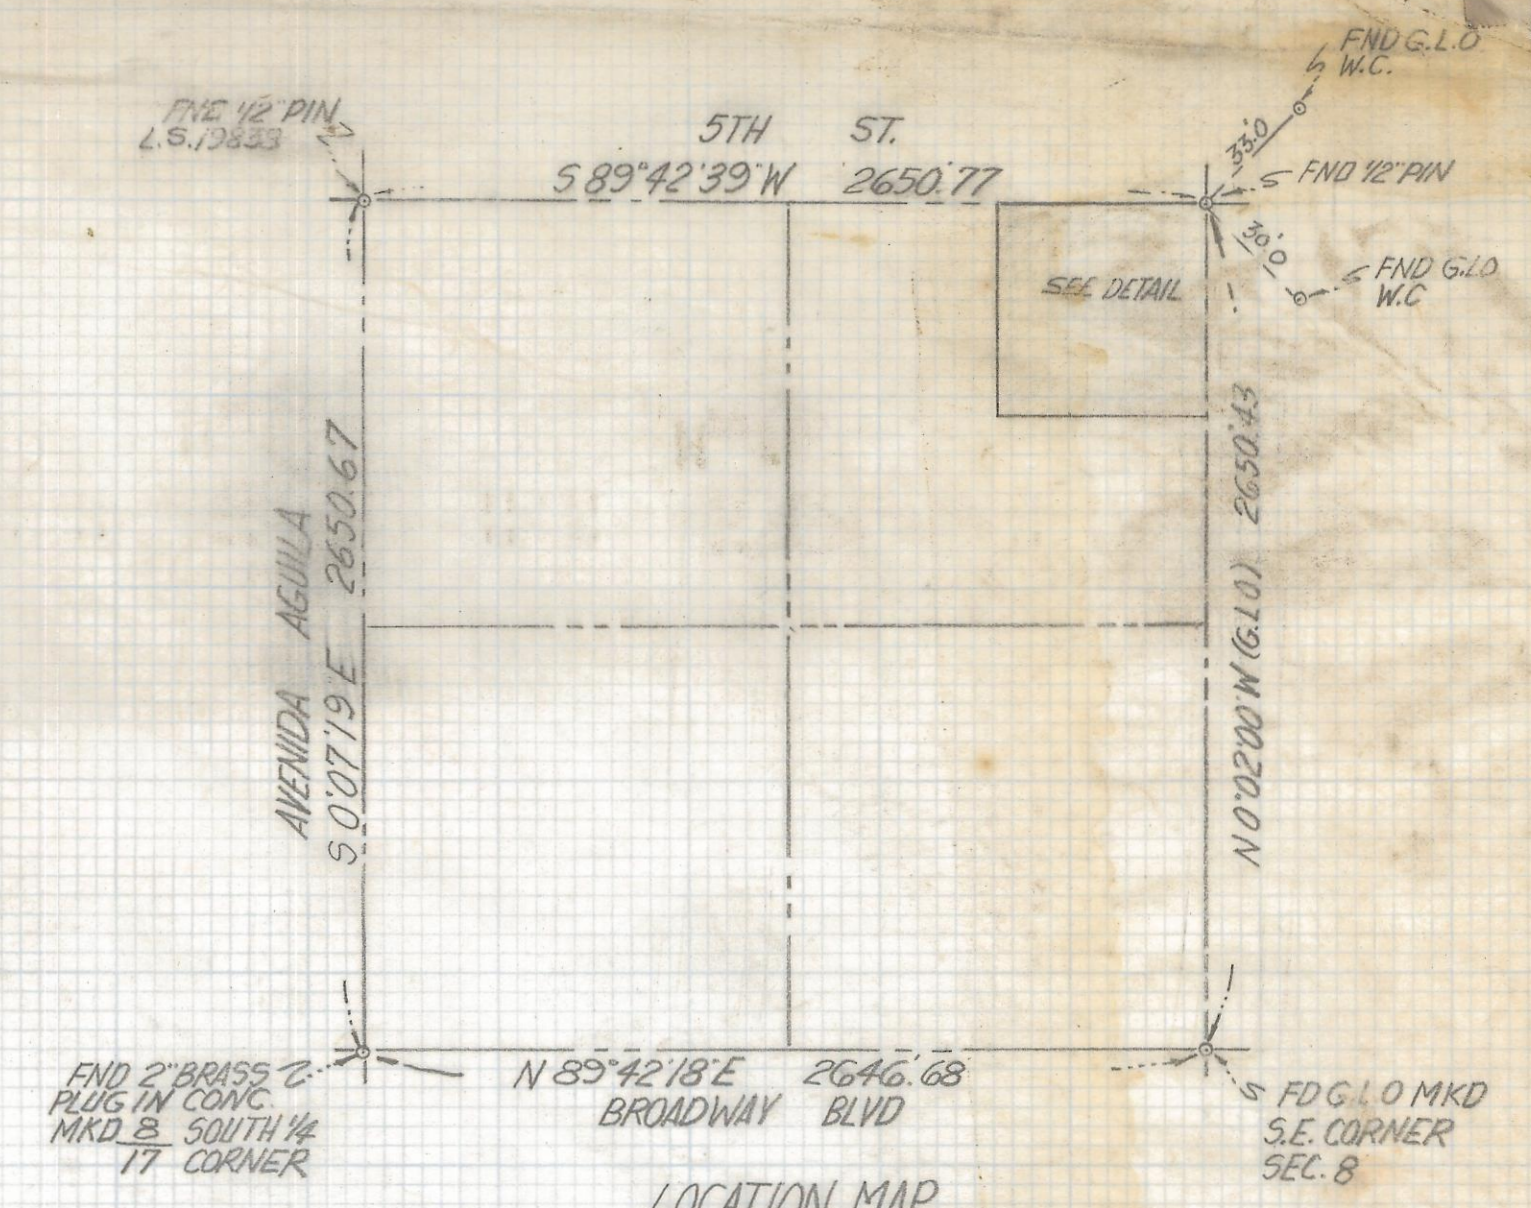 FND G.L.O
W.C.
FND 1/2" PIN
L.S. 19833
5TH ST.
S 89°42'39"W 2650.'77
33.'0
FND 1/2" PIN
30.'0
FND G.L.O
W.C
SEE DETAIL
AVENIDA AGUILA
S 0°07'19 E 2650.67
N 0°02'00" W (G.L.O) 2650.'43
N 89°42'18"E 2646.'68
BROADWAY BLVD
FND 2" BRASS
PLUG IN CONC.
MKD 8 SOUTH 1/4
17 CORNER
FD G.L.O MKD
S.E. CORNER
SEC. 8
LOCATION MAP